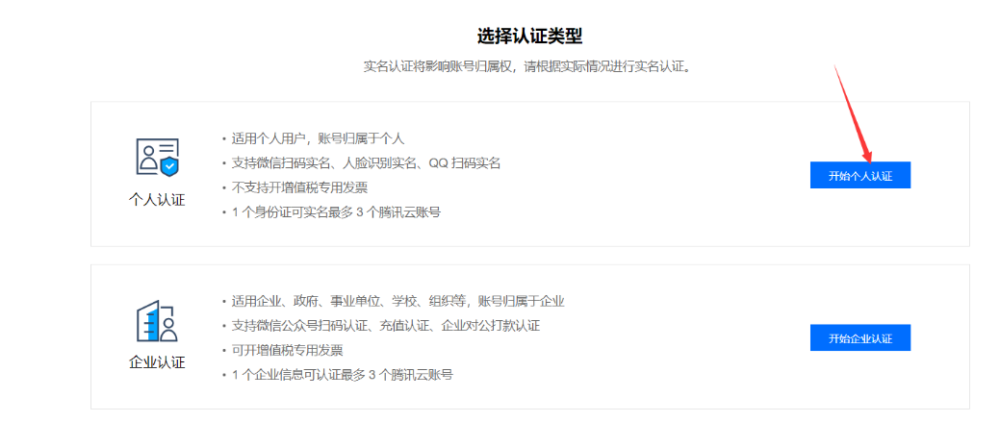 选择认证类型
实名认证将影响账号归属权，请根据实际情况进行实名认证。
• 适用个人用户，账号归属于个人
• 支持微信扫码实名、人脸识别实名、QQ 扫码实名
• 不支持开增值税专用发票
• 1 个身份证可实名最多 3 个腾讯云账号
个人认证
开始个人认证
• 适用企业、政府、事业单位、学校、组织等，账号归属于企业
• 支持微信公众号扫码认证、充值认证、企业对公打款认证
• 可开增值税专用发票
• 1 个企业信息可认证最多 3 个腾讯云账号
企业认证
开始企业认证